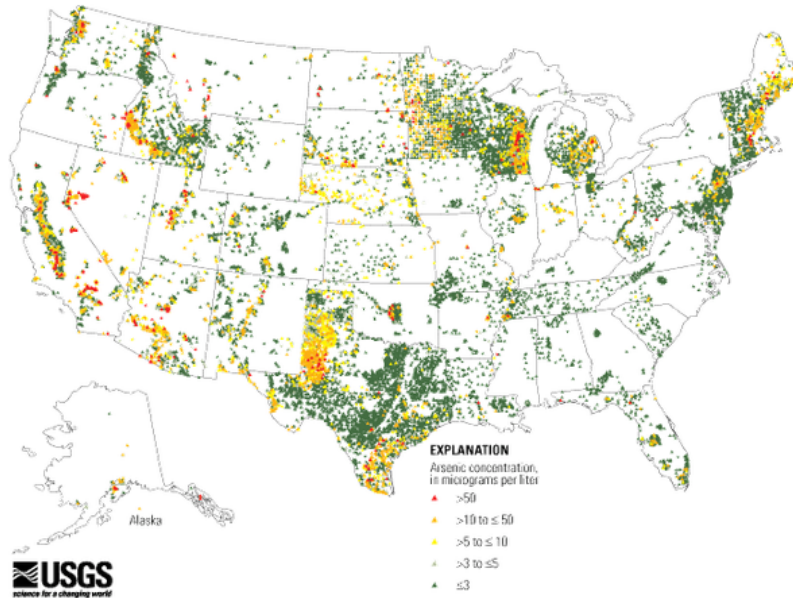 EXPLANATION
Arsenic concentration,
in micrograms per liter
>50
>10 to ≤ 50
>5 to ≤ 10
>3 to ≤5
≤3
Alaska
USGS
science for a changing world